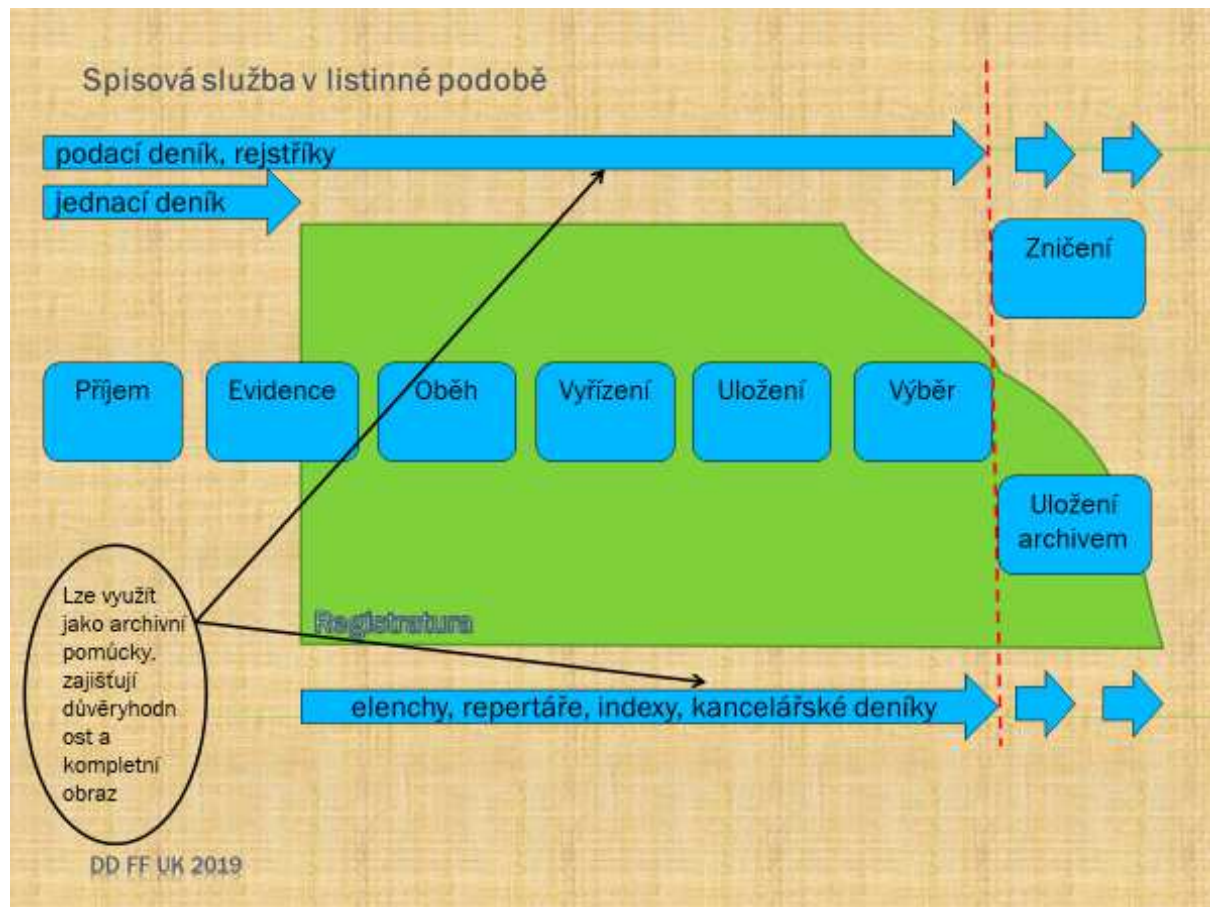 Spisová služba v listinné podobě
podací deník, rejstříky
jednací deník
Zničení
Příjem
Evidence
Oběh
Vyřízení
Uložení
Výběr
Uložení
archivem
Lze využít
jako archivní
pomůcky,
zajišťují
důvěryhodn
ost a
kompletní
obraz
Registratura
elenchy, repertáře, indexy, kancelářské deníky
DD FF UK 2019